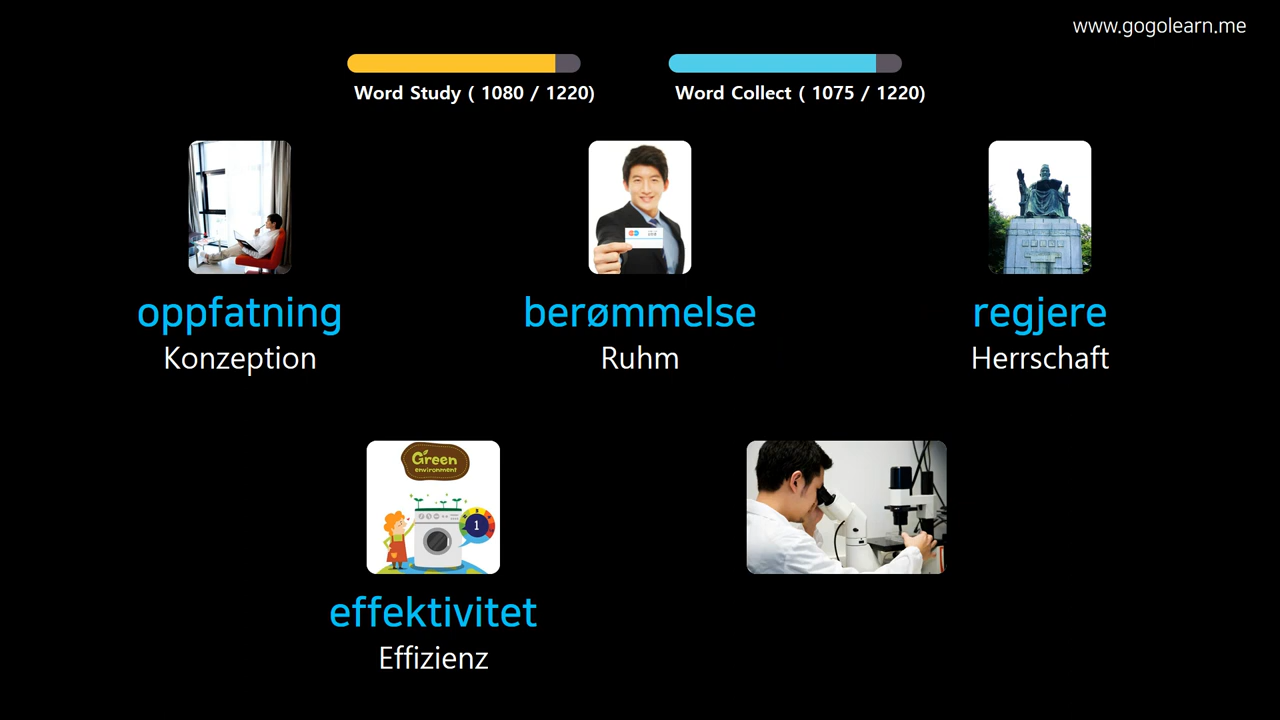 www.gogolearn.me
Word Study ( 1080 / 1220)
Word Collect ( 1075 / 1220)
oppfatning
Konzeption
berømmelse
Ruhm
regjere
Herrschaft
Green
environment
1
effektivitet
Effizienz